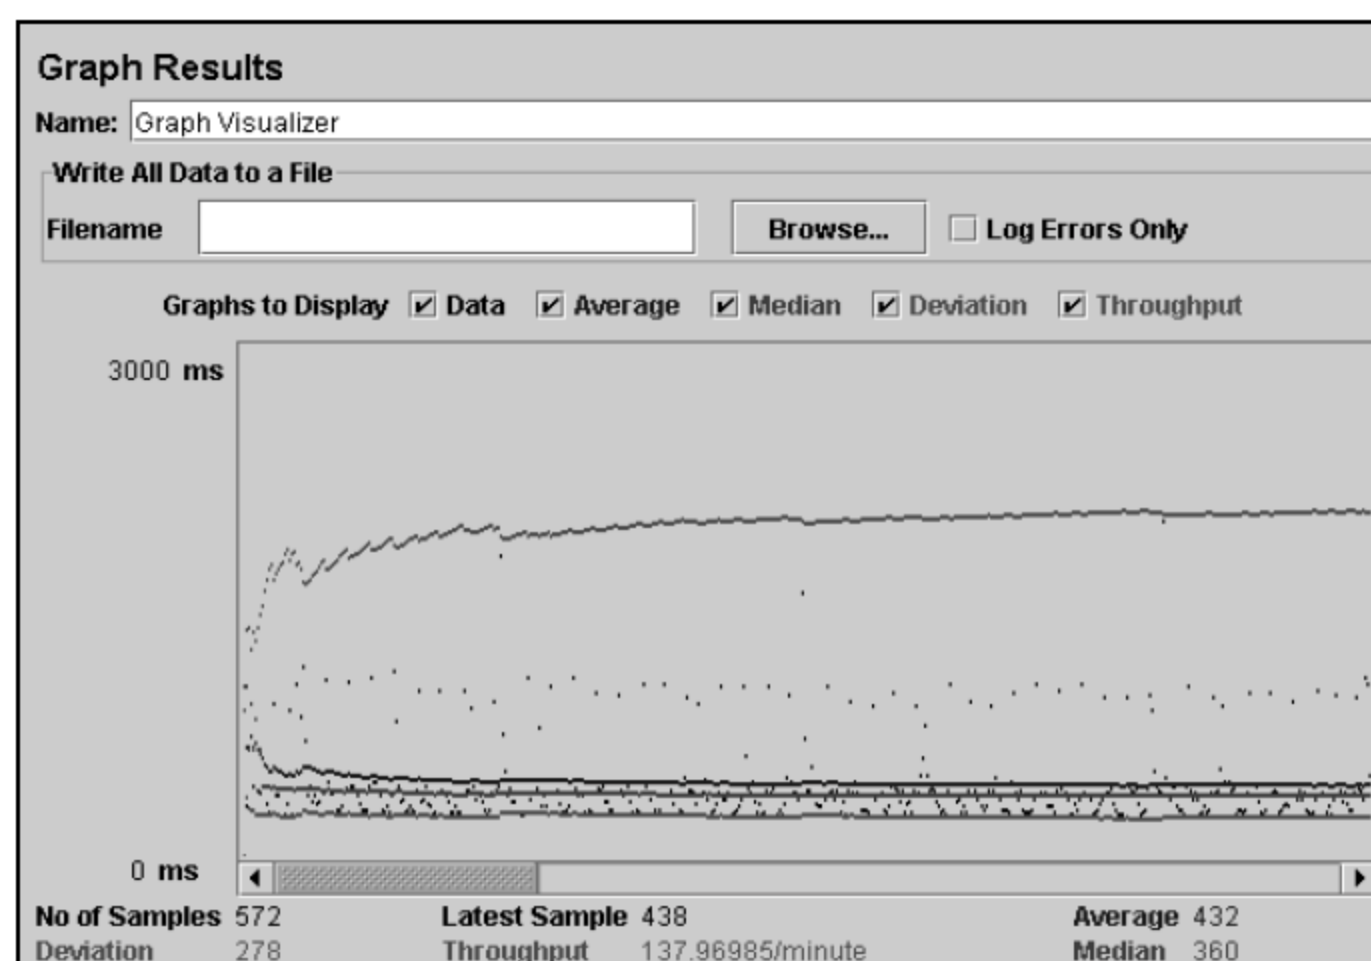 Graph Results
Name: Graph Visualizer
Write All Data to a File
Filename Browse... Log Errors Only
Graphs to Display Data Average Median Deviation Throughput
3000 ms
0 ms
No of Samples 572 Latest Sample 438 Average 432
Deviation 278 Throughput 137.96985/minute Median 360